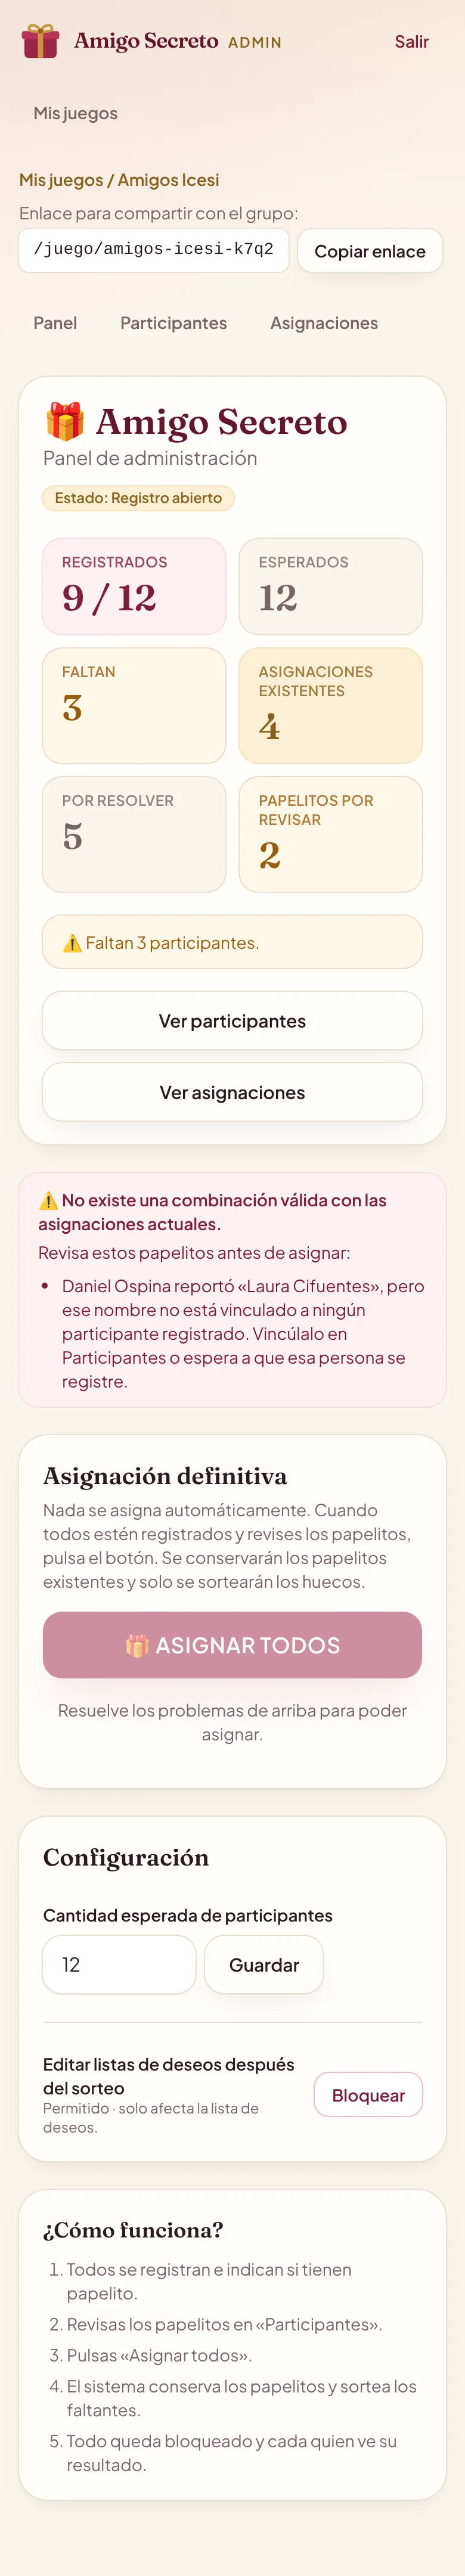 Amigo Secreto ADMIN
Salir
Mis juegos
Mis juegos / Amigos Icesi
Enlace para compartir con el grupo:
/juego/amigos-icesi-k7q2
Copiar enlace
Panel
Participantes
Asignaciones
🎁 Amigo Secreto
Panel de administración
Estado: Registro abierto
REGISTRADOS
9 / 12
ESPERADOS
12
FALTAN
3
ASIGNACIONES
EXISTENTES
4
POR RESOLVER
5
PAPELITOS POR
REVISAR
2
⚠️ Faltan 3 participantes.
Ver participantes
Ver asignaciones
⚠️ No existe una combinación válida con las
asignaciones actuales.
Revisa estos papelitos antes de asignar:
• Daniel Ospina reportó «Laura Cifuentes», pero
ese nombre no está vinculado a ningún
participante registrado. Vincúlalo en
Participantes o espera a que esa persona se
registre.
Asignación definitiva
Nada se asigna automáticamente. Cuando
todos estén registrados y revises los papelitos,
pulsa el botón. Se conservarán los papelitos
existentes y solo se sortearán los huecos.
🎁 ASIGNAR TODOS
Resuelve los problemas de arriba para poder
asignar.
Configuración
Cantidad esperada de participantes
12
Guardar
Editar listas de deseos después
del sorteo
Permitido · solo afecta la lista de
deseos.
Bloquear
¿Cómo funciona?
1. Todos se registran e indican si tienen
papelito.
2. Revisas los papelitos en «Participantes».
3. Pulsas «Asignar todos».
4. El sistema conserva los papelitos y sortea los
faltantes.
5. Todo queda bloqueado y cada quien ve su
resultado.